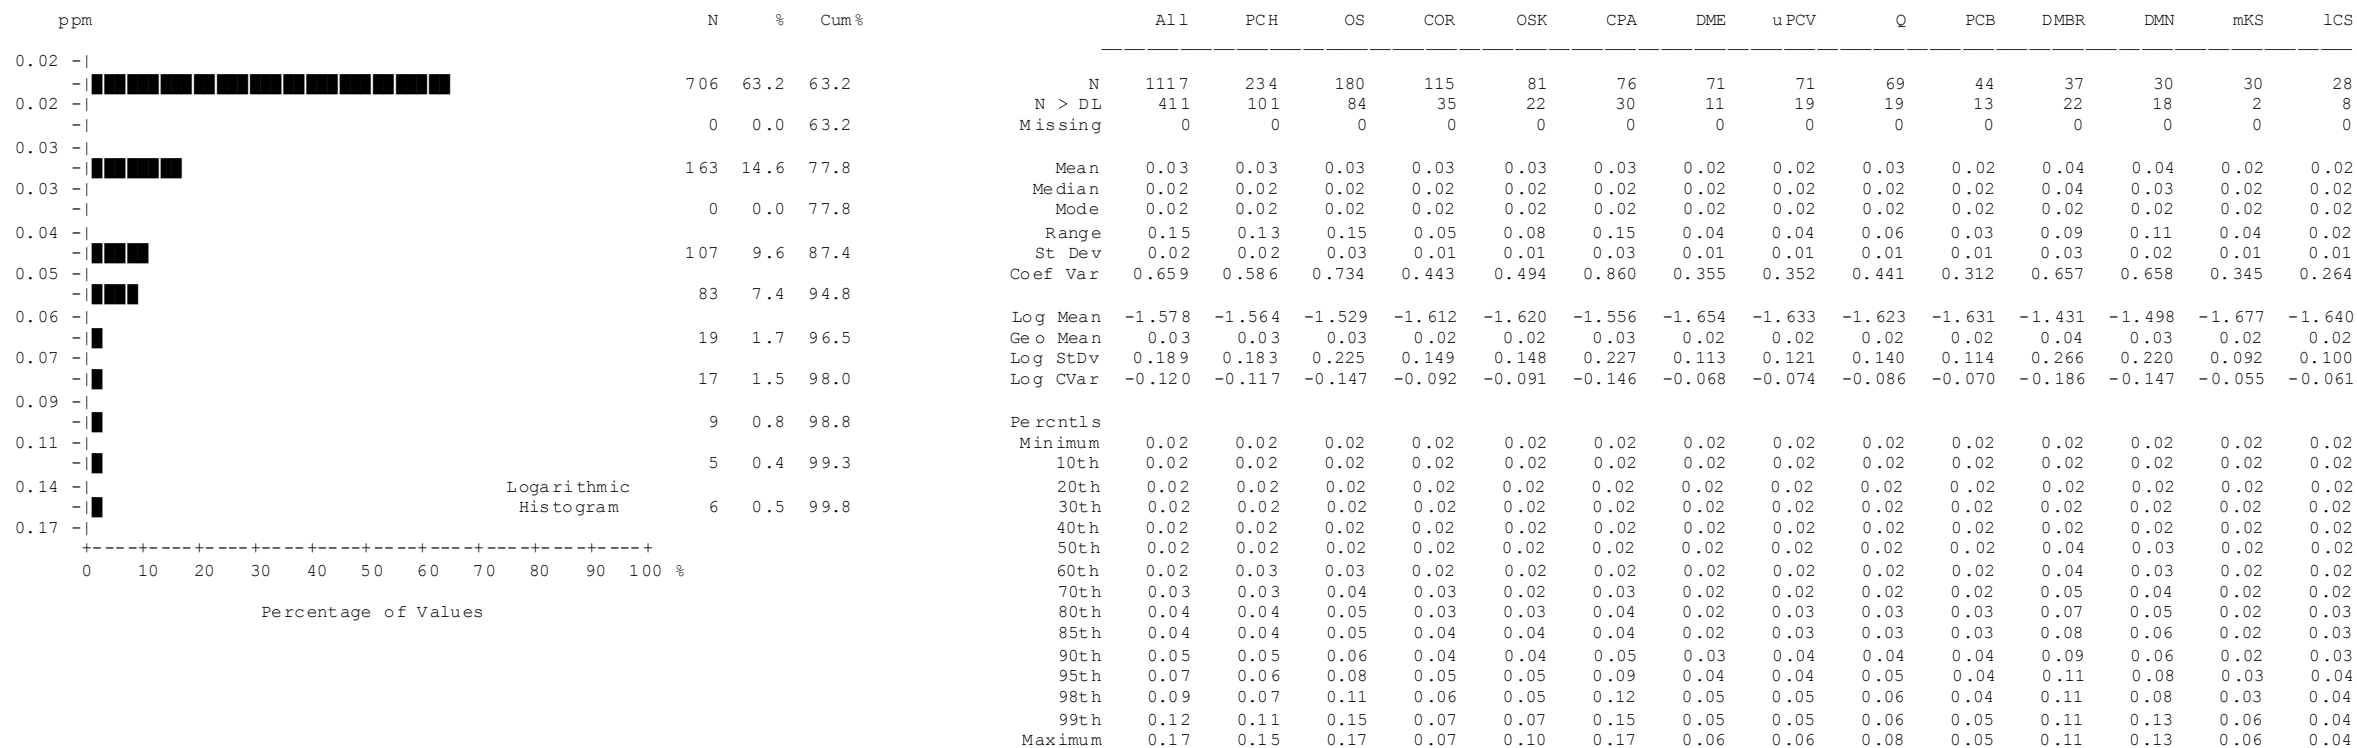 ppm N % Cum% All PCH OS COR OSK CPA DME uPCV Q PCB DMBR DMN mKS lCS
0.02 -|
-| 706 63.2 63.2 N 1117 234 180 115 81 76 71 71 69 44 37 30 30 28
0.02 -| N > DL 411 101 84 35 22 30 11 19 19 13 22 18 2 8
-| 0 0.0 63.2 Missing 0 0 0 0 0 0 0 0 0 0 0 0 0 0
0.03 -|
-| 163 14.6 77.8 Mean 0.03 0.03 0.03 0.03 0.03 0.03 0.02 0.02 0.03 0.02 0.04 0.04 0.02 0.02
0.03 -| Median 0.02 0.02 0.02 0.02 0.02 0.02 0.02 0.02 0.02 0.02 0.04 0.03 0.02 0.02
-| 0 0.0 77.8 Mode 0.02 0.02 0.02 0.02 0.02 0.02 0.02 0.02 0.02 0.02 0.02 0.02 0.02 0.02
0.04 -| Range 0.15 0.13 0.15 0.05 0.08 0.15 0.04 0.04 0.06 0.03 0.09 0.11 0.04 0.02
-| 107 9.6 87.4 St Dev 0.02 0.02 0.03 0.01 0.01 0.03 0.01 0.01 0.01 0.01 0.03 0.02 0.01 0.01
0.05 -| Coef Var 0.659 0.586 0.734 0.443 0.494 0.860 0.355 0.352 0.441 0.312 0.657 0.658 0.345 0.264
-| 83 7.4 94.8
0.06 -| Log Mean -1.578 -1.564 -1.529 -1.612 -1.620 -1.556 -1.654 -1.633 -1.623 -1.631 -1.431 -1.498 -1.677 -1.640
-| 19 1.7 96.5 Geo Mean 0.03 0.03 0.03 0.02 0.02 0.03 0.02 0.02 0.02 0.02 0.04 0.03 0.02 0.02
0.07 -| Log StDv 0.189 0.183 0.225 0.149 0.148 0.227 0.113 0.121 0.140 0.114 0.266 0.220 0.092 0.100
-| 17 1.5 98.0 Log CVar -0.120 -0.117 -0.147 -0.092 -0.091 -0.146 -0.068 -0.074 -0.086 -0.070 -0.186 -0.147 -0.055 -0.061
0.09 -|
-| 9 0.8 98.8 Percntls
0.11 -| Minimum 0.02 0.02 0.02 0.02 0.02 0.02 0.02 0.02 0.02 0.02 0.02 0.02 0.02 0.02
-| 5 0.4 99.3 10th 0.02 0.02 0.02 0.02 0.02 0.02 0.02 0.02 0.02 0.02 0.02 0.02 0.02 0.02
0.14 -| Logarithmic 20th 0.02 0.02 0.02 0.02 0.02 0.02 0.02 0.02 0.02 0.02 0.02 0.02 0.02 0.02
-| Histogram 6 0.5 99.8 30th 0.02 0.02 0.02 0.02 0.02 0.02 0.02 0.02 0.02 0.02 0.02 0.02 0.02 0.02
0.17 -| 40th 0.02 0.02 0.02 0.02 0.02 0.02 0.02 0.02 0.02 0.02 0.02 0.02 0.02 0.02
+----+----+----+----+----+----+----+----+----+----+ 50th 0.02 0.02 0.02 0.02 0.02 0.02 0.02 0.02 0.02 0.02 0.04 0.03 0.02 0.02
0 10 20 30 40 50 60 70 80 90 100 % 60th 0.02 0.03 0.03 0.02 0.02 0.02 0.02 0.02 0.02 0.02 0.04 0.03 0.02 0.02
70th 0.03 0.03 0.04 0.03 0.02 0.03 0.02 0.02 0.02 0.02 0.05 0.04 0.02 0.02
Percentage of Values 80th 0.04 0.04 0.05 0.03 0.03 0.04 0.02 0.03 0.03 0.03 0.07 0.05 0.02 0.03
85th 0.04 0.04 0.05 0.04 0.04 0.04 0.02 0.03 0.03 0.03 0.08 0.06 0.02 0.03
90th 0.05 0.05 0.06 0.04 0.04 0.05 0.03 0.04 0.04 0.04 0.09 0.06 0.02 0.03
95th 0.07 0.06 0.08 0.05 0.05 0.09 0.04 0.04 0.05 0.04 0.11 0.08 0.03 0.04
98th 0.09 0.07 0.11 0.06 0.06 0.12 0.05 0.05 0.06 0.04 0.11 0.08 0.03 0.04
99th 0.12 0.11 0.15 0.07 0.07 0.15 0.05 0.05 0.06 0.05 0.11 0.13 0.06 0.04
Maximum 0.17 0.15 0.17 0.07 0.10 0.17 0.06 0.06 0.08 0.05 0.11 0.13 0.06 0.04